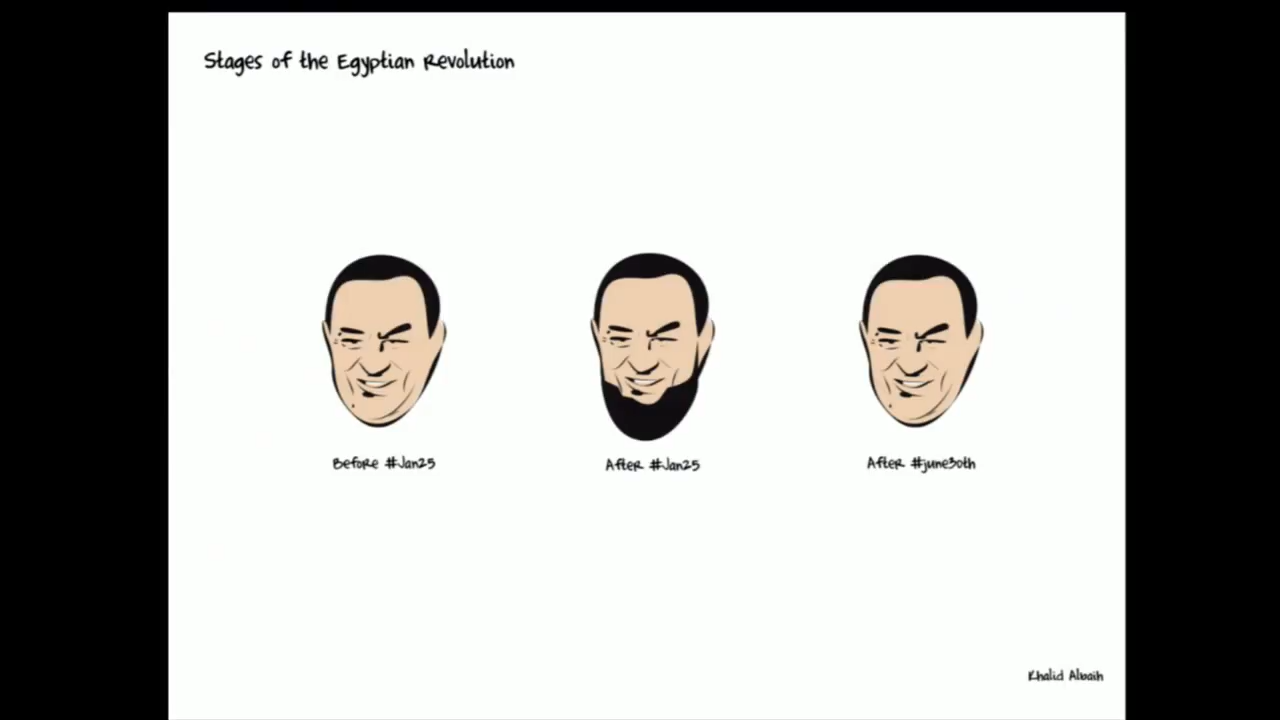 Stages of the Egyptian Revolution
Before #Jan25
After #Jan25
After #june30th
Khalid Albaih